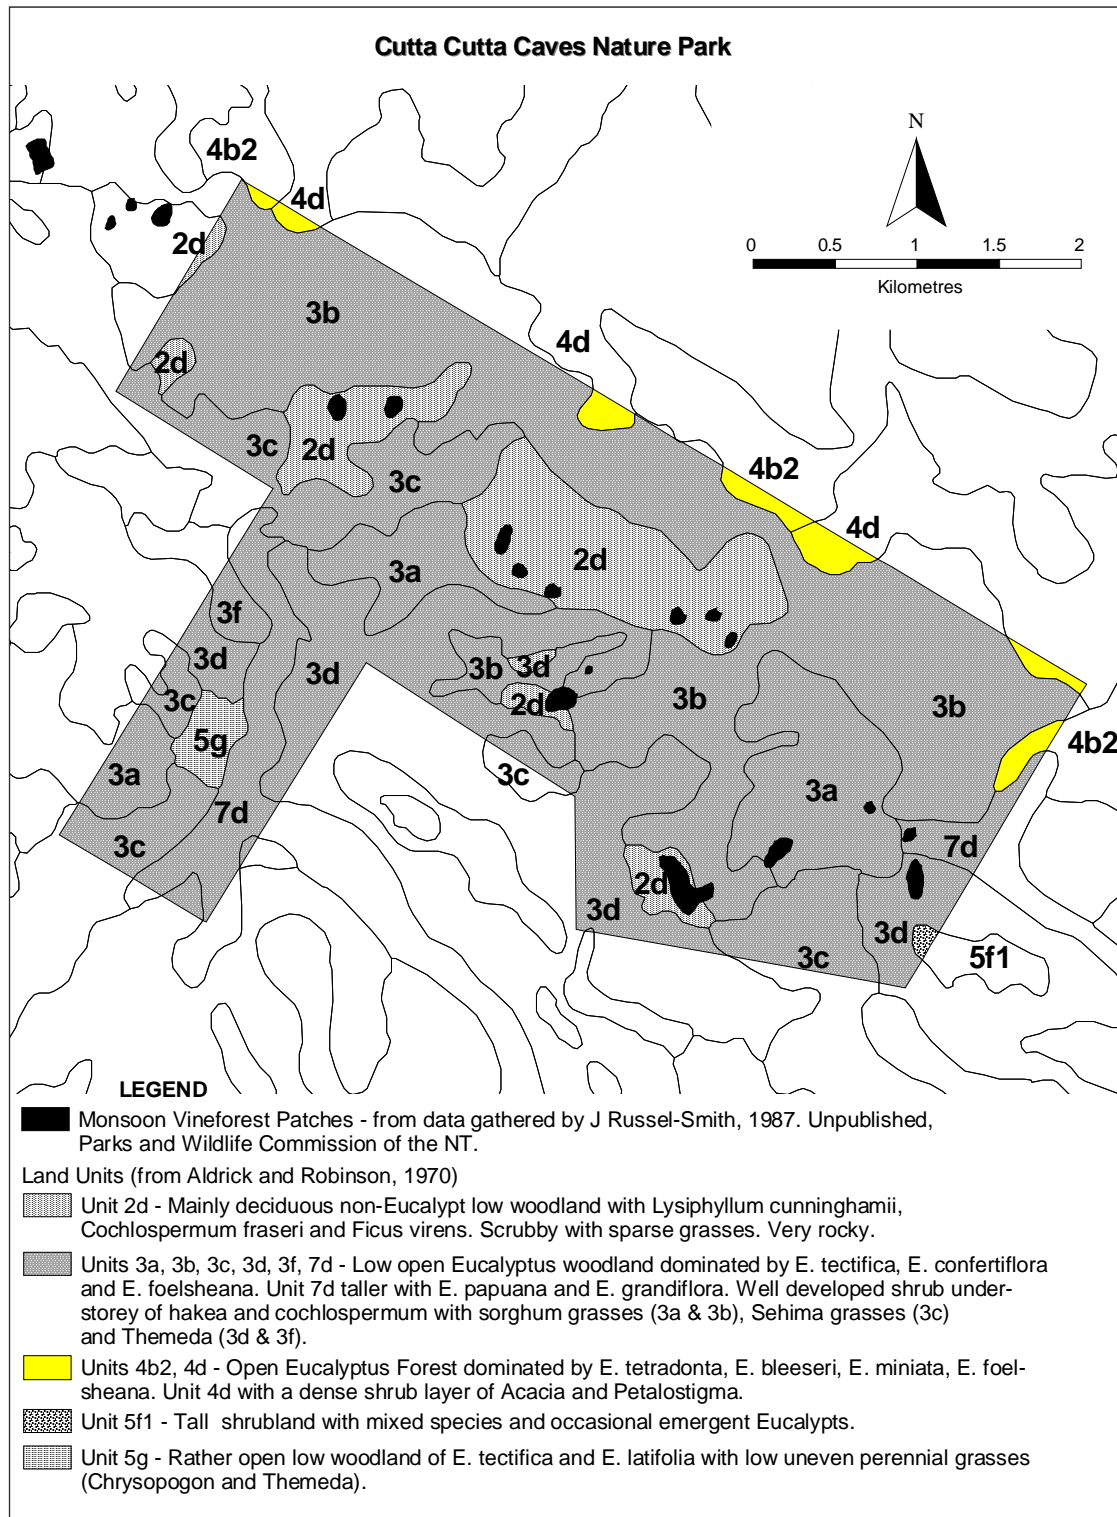 Cutta Cutta Caves Nature Park
4b2
4d
N
2d
0 0.5 1 1.5 2
Kilometres
3b
4d
2d
3c
2d
3c
4b2
4d
2d
3a
3f
3d
3d
3b
3d
3c
2d
3b
3b
4b2
5g
3c
3a
3a
7d
3c
7d
2d
3d
3d
3c
5f1
LEGEND
Monsoon Vineforest Patches - from data gathered by J Russel-Smith, 1987. Unpublished,
Parks and Wildlife Commission of the NT.
Land Units (from Aldrick and Robinson, 1970)
Unit 2d - Mainly deciduous non-Eucalypt low woodland with Lysiphyllum cunninghamii,
Cochlospermum fraseri and Ficus virens. Scrubby with sparse grasses. Very rocky.
Units 3a, 3b, 3c, 3d, 3f, 7d - Low open Eucalyptus woodland dominated by E. tectifica, E. confertiflora
and E. foelsheana. Unit 7d taller with E. papuana and E. grandiflora. Well developed shrub under-
storey of hakea and cochlospermum with sorghum grasses (3a & 3b), Sehima grasses (3c)
and Themeda (3d & 3f).
Units 4b2, 4d - Open Eucalyptus Forest dominated by E. tetradonta, E. bleeseri, E. miniata, E. foel-
sheana. Unit 4d with a dense shrub layer of Acacia and Petalostigma.
Unit 5f1 - Tall shrubland with mixed species and occasional emergent Eucalypts.
Unit 5g - Rather open low woodland of E. tectifica and E. latifolia with low uneven perennial grasses
(Chrysopogon and Themeda).